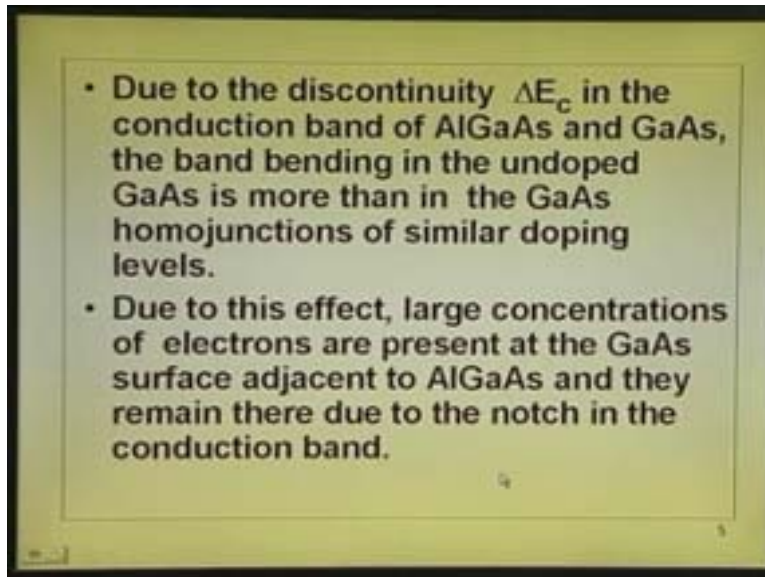 • Due to the discontinuity ΔEc in the
conduction band of AlGaAs and GaAs,
the band bending in the undoped
GaAs is more than in the GaAs
homojunctions of similar doping
levels.
• Due to this effect, large concentrations
of electrons are present at the GaAs
surface adjacent to AlGaAs and they
remain there due to the notch in the
conduction band.
5